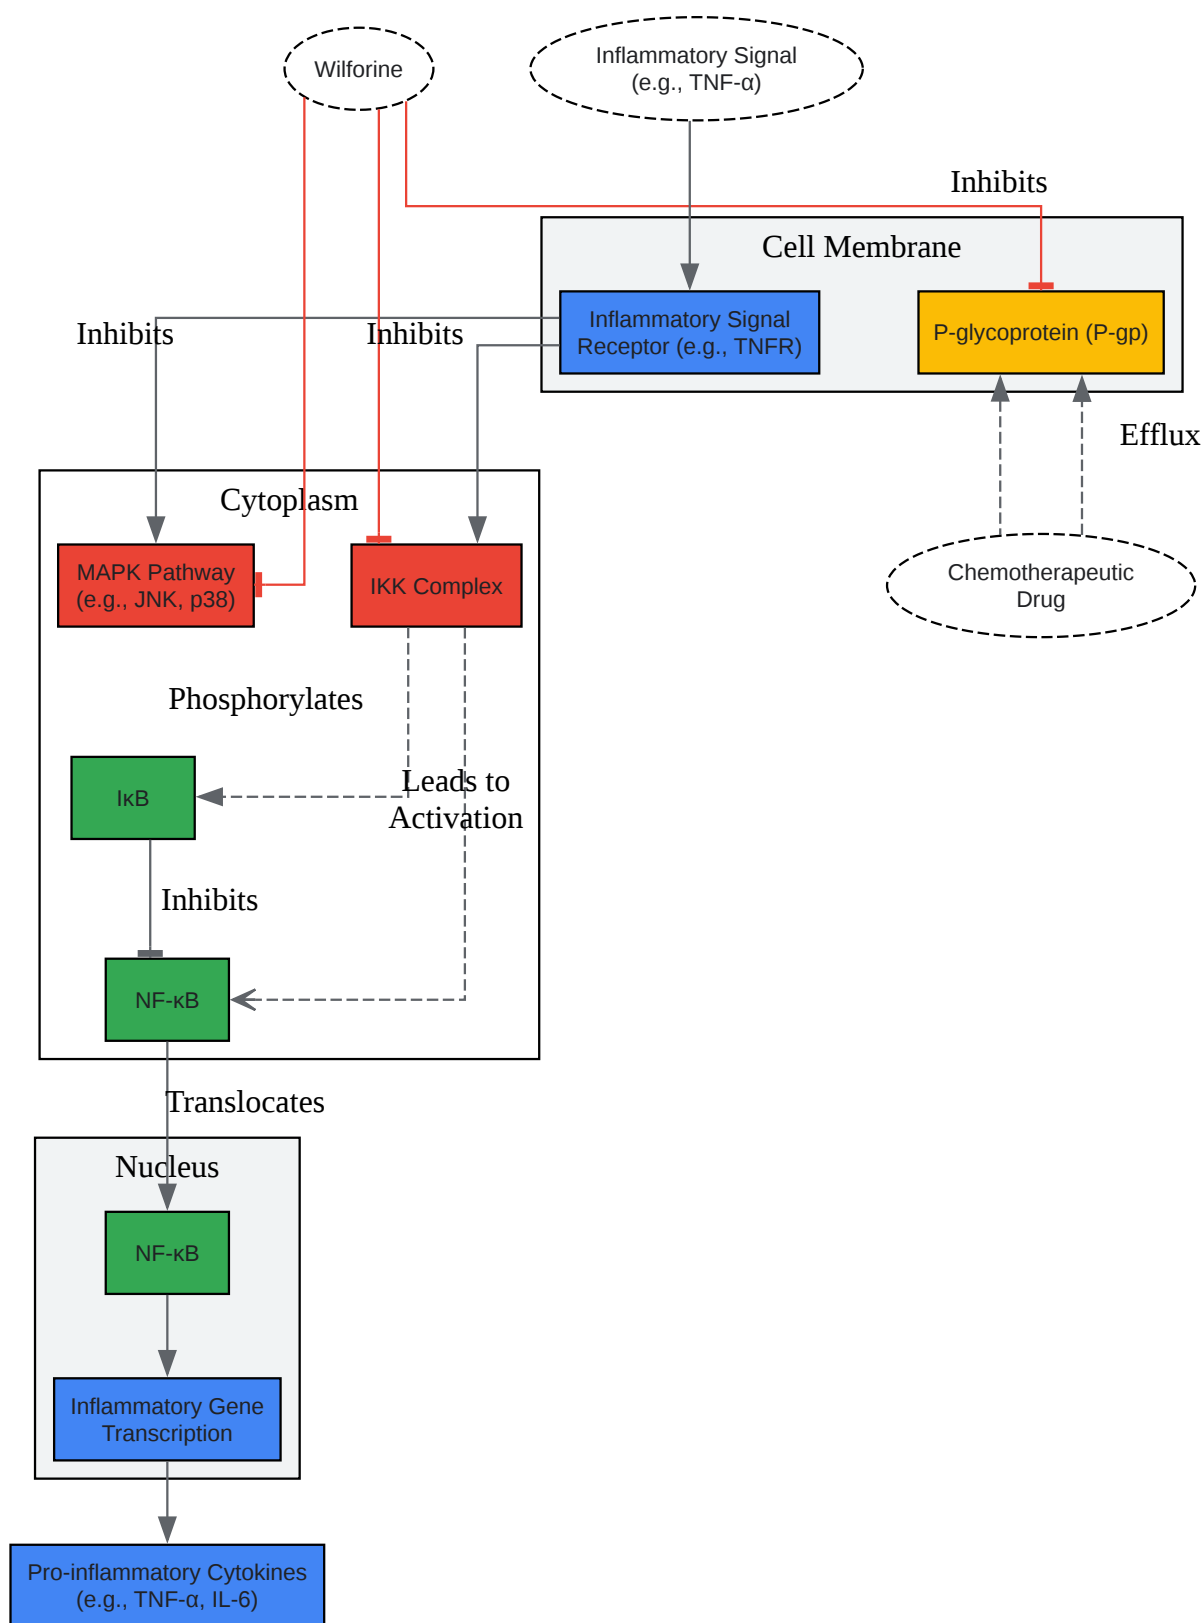 Wilforine
Inflammatory Signal
(e.g., TNF-α)
Inhibits
Cell Membrane
Inhibits
Inhibits
Inflammatory Signal
Receptor (e.g., TNFR)
P-glycoprotein (P-gp)
Efflux
Cytoplasm
MAPK Pathway
(e.g., JNK, p38)
IKK Complex
Chemotherapeutic
Drug
Phosphorylates
Leads to
Activation
IκB
Inhibits
NF-κB
Translocates
Nucleus
NF-κB
Inflammatory Gene
Transcription
Pro-inflammatory Cytokines
(e.g., TNF-α, IL-6)